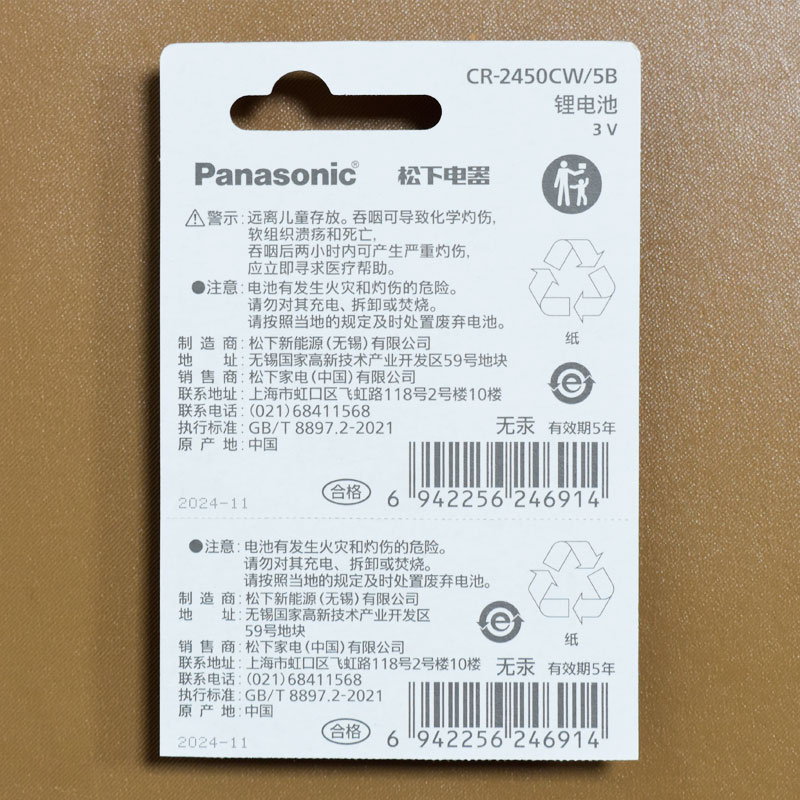 CR-2450CW/5B
锂电池
3 V
Panasonic® 松下电器
警示：远离儿童存放。吞咽可导致化学灼伤,
软组织溃疡和死亡,
吞咽后两小时内可产生严重灼伤,
应立即寻求医疗帮助。
●注意：电池有发生火灾和灼伤的危险。
请勿对其充电、拆卸或焚烧。
请按照当地的规定及时处置废弃电池。
纸
制造商：松下新能源(无锡)有限公司
地址：无锡国家高新技术产业开发区59号地块
销售商：松下家电(中国)有限公司
联系地址：上海市虹口区飞虹路118号2号楼10楼
联系电话：(021)68411568
执行标准：GB/T 8897.2-2021
原产地：中国
e
无汞 有效期5年
2024-11
合格
6 942256 246914
●注意：电池有发生火灾和灼伤的危险。
请勿对其充电、拆卸或焚烧。
请按照当地的规定及时处置废弃电池。
纸
制造商：松下新能源(无锡)有限公司
地址：无锡国家高新技术产业开发区
59号地块
销售商：松下家电(中国)有限公司
联系地址：上海市虹口区飞虹路118号2号楼10楼
联系电话：(021)68411568
执行标准：GB/T 8897.2-2021
原产地：中国
e
无汞 有效期5年
2024-11
合格
6 942256 246914